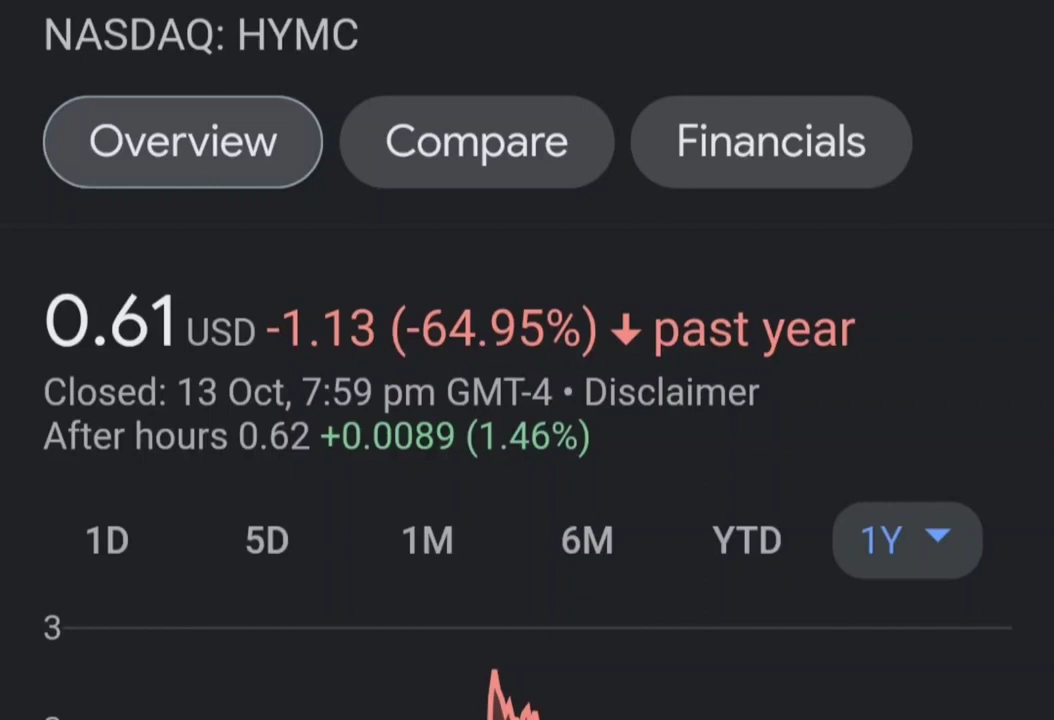 NASDAQ: HYMC
Overview Compare Financials
0.61 USD -1.13 (-64.95%) ↓ past year
Closed: 13 Oct, 7:59 pm GMT-4 • Disclaimer
After hours 0.62 +0.0089 (1.46%)
1D 5D 1M 6M YTD 1Y
3